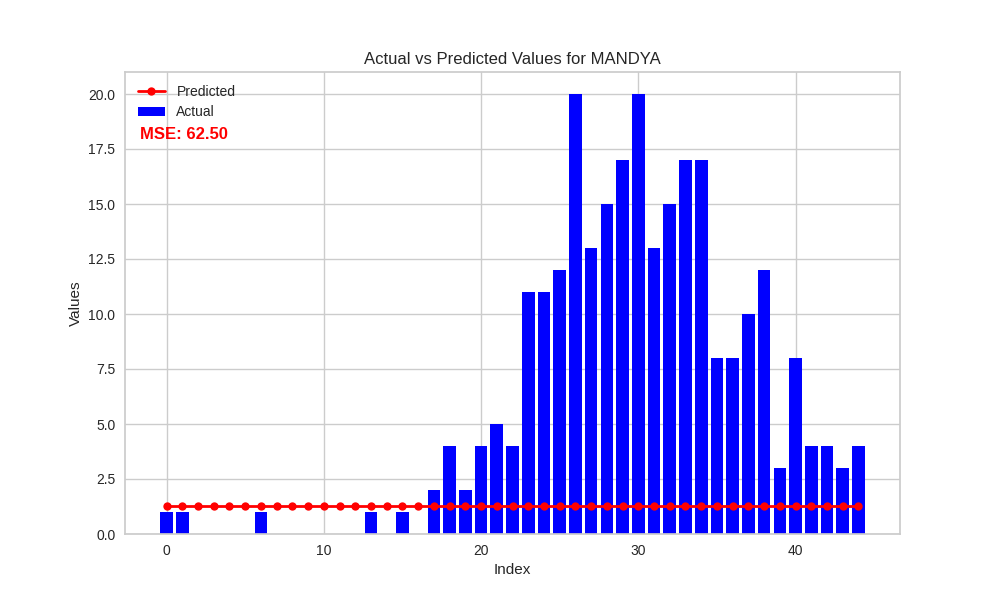 Actual vs Predicted Values for MANDYA
Predicted
Actual
MSE: 62.50
20.0
17.5
15.0
12.5
10.0
7.5
5.0
2.5
0.0
Values
0 10 20 30 40
Index